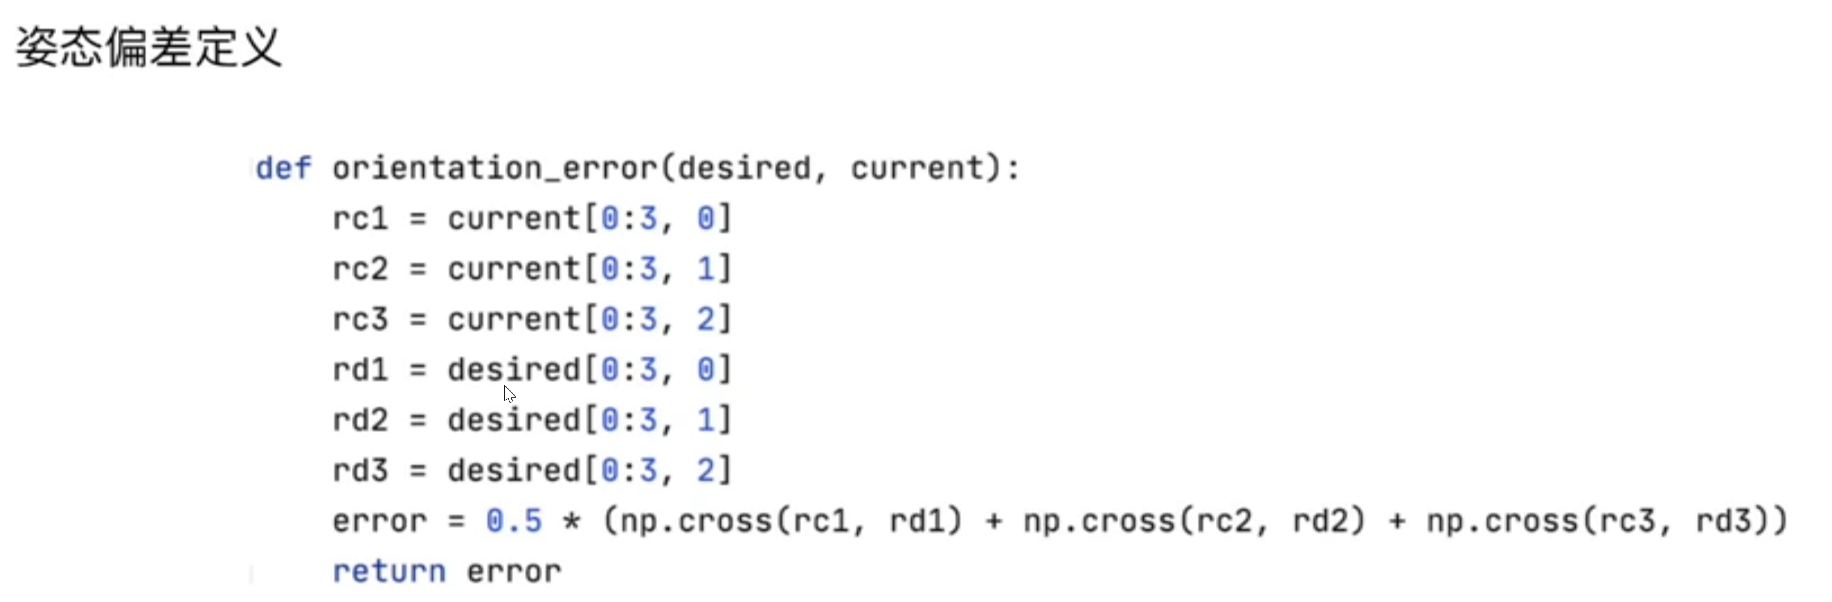 姿态偏差定义
def orientation_error(desired, current):
    rc1 = current[0:3, 0]
    rc2 = current[0:3, 1]
    rc3 = current[0:3, 2]
    rd1 = desired[0:3, 0]
    rd2 = desired[0:3, 1]
    rd3 = desired[0:3, 2]
    error = 0.5 * (np.cross(rc1, rd1) + np.cross(rc2, rd2) + np.cross(rc3, rd3))
    return error